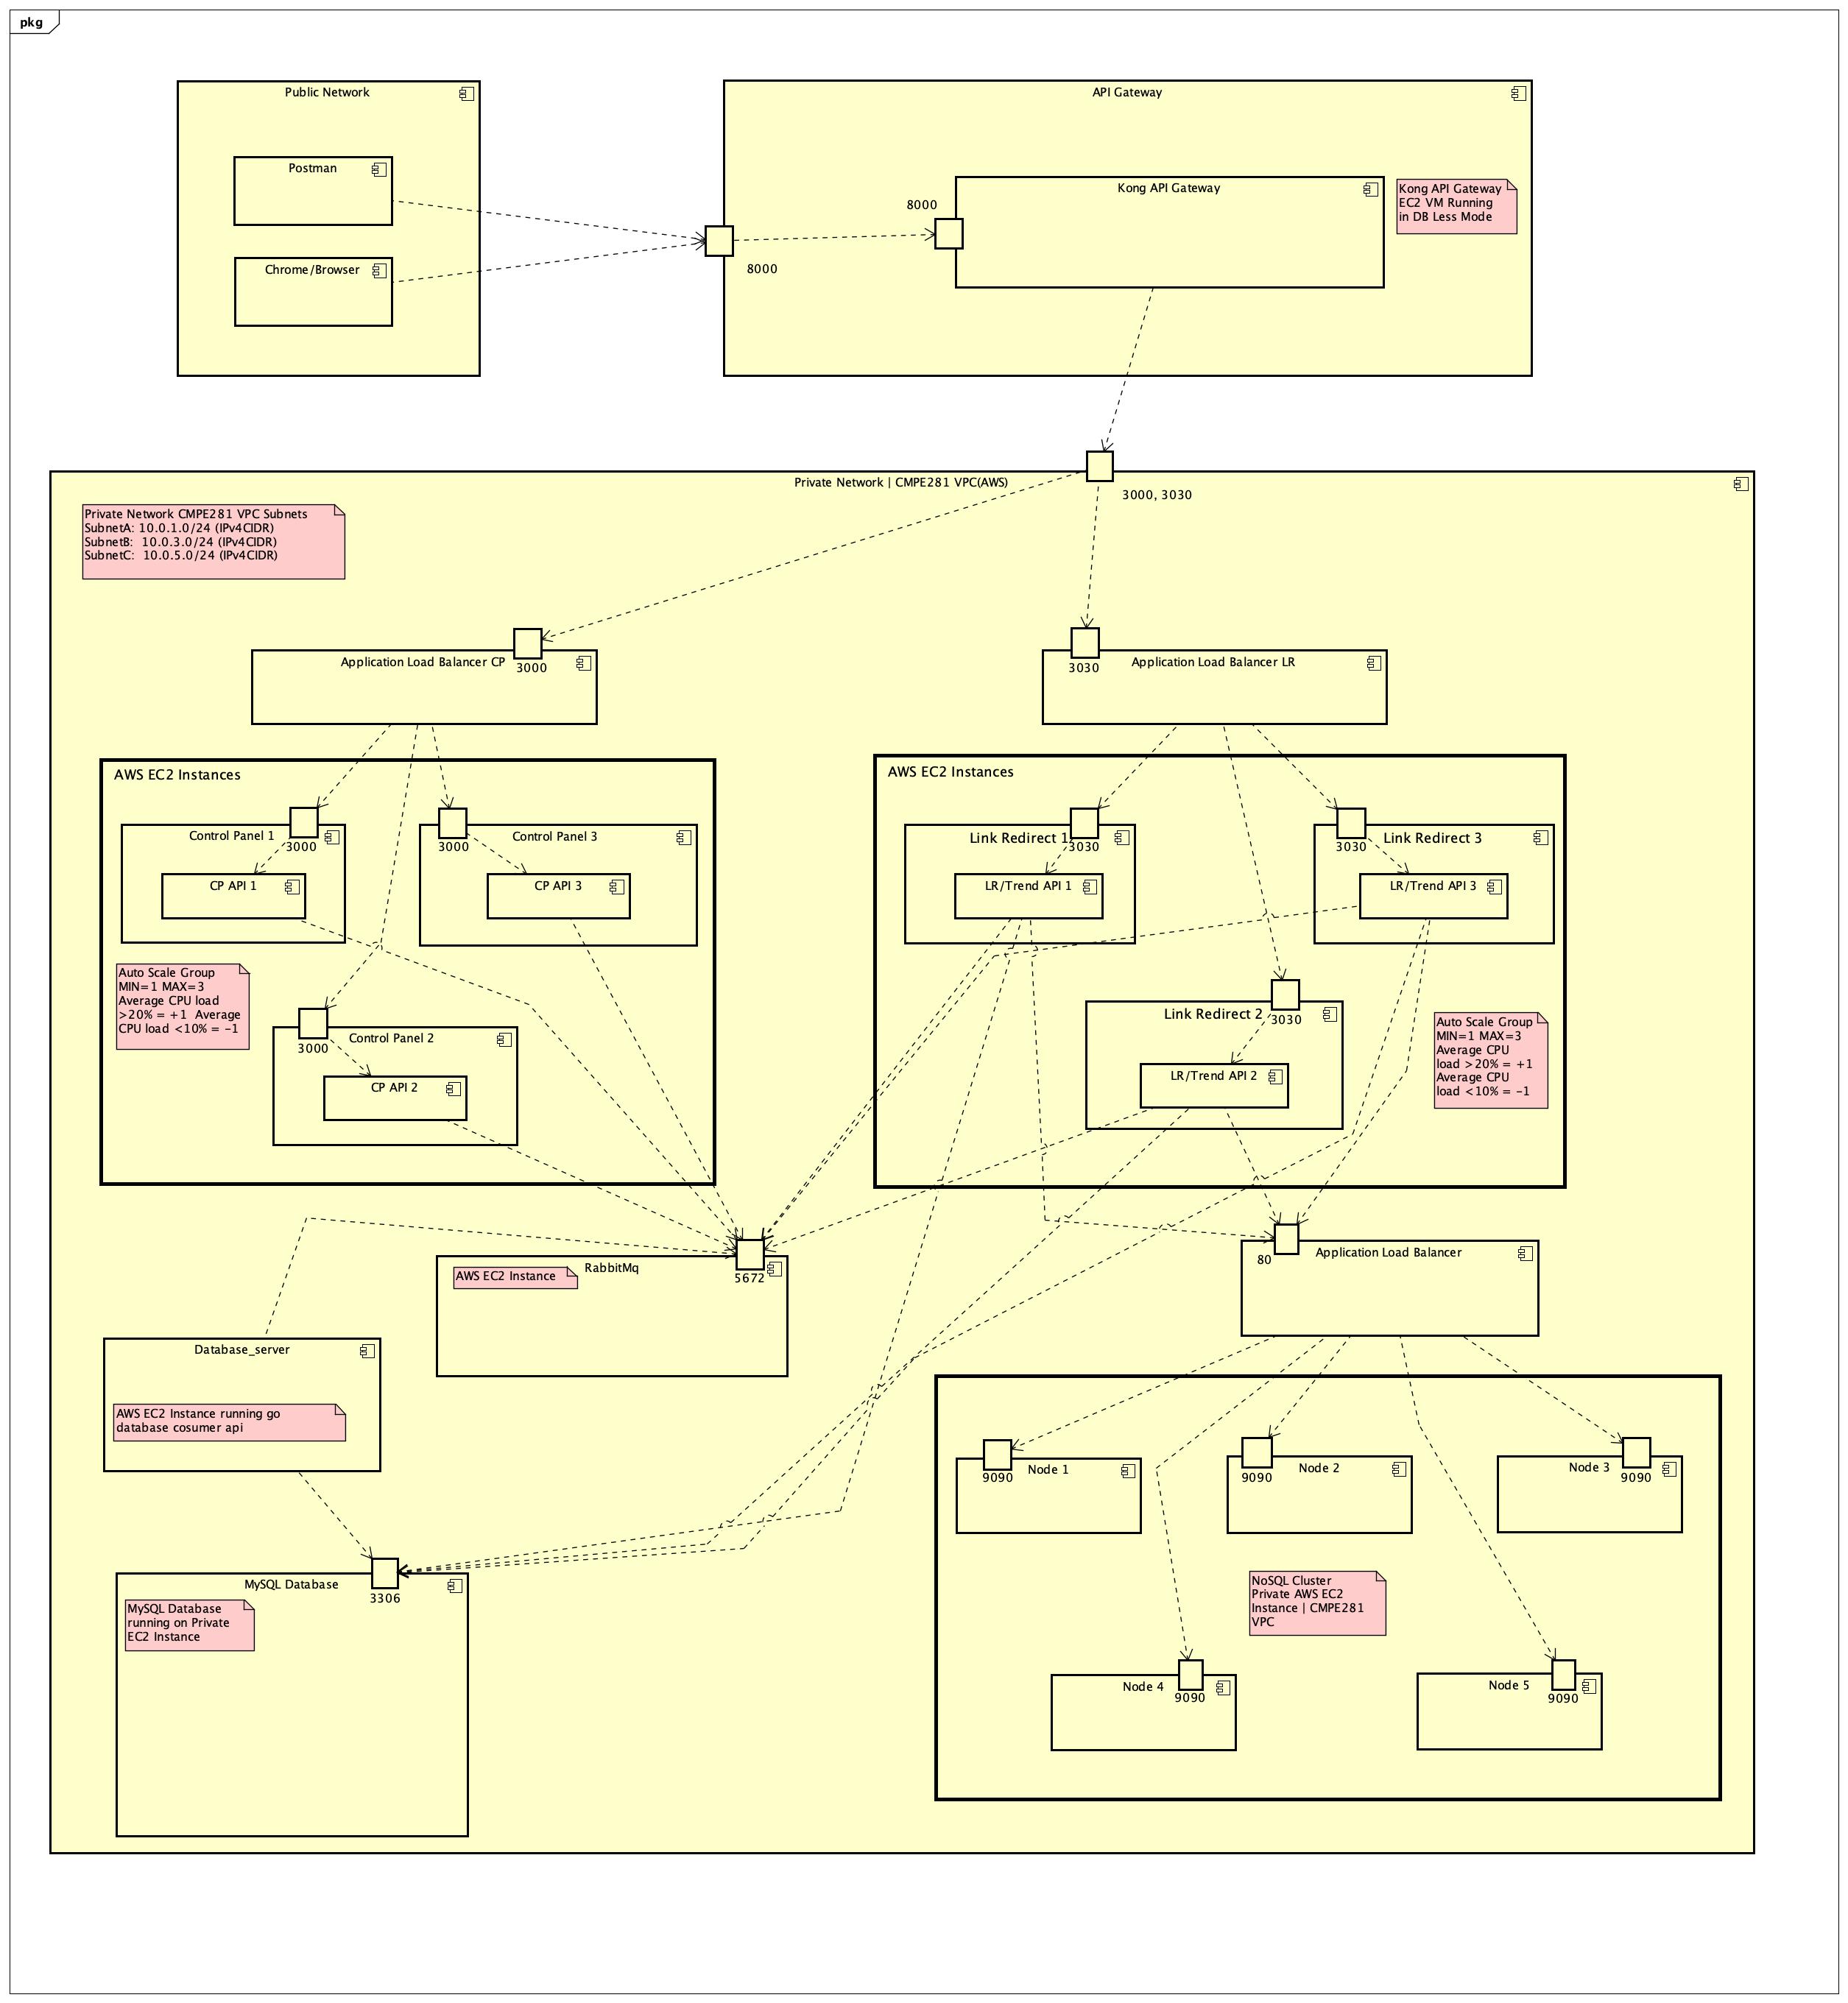 pkg
Public Network
API Gateway
Postman
Chrome/Browser
8000
8000
Kong API Gateway
Kong API Gateway
EC2 VM Running
in DB Less Mode
Private Network | CMPE281 VPC(AWS)
3000, 3030
Private Network CMPE281 VPC Subnets
SubnetA: 10.0.1.0/24 (IPv4CIDR)
SubnetB:  10.0.3.0/24 (IPv4CIDR)
SubnetC:  10.0.5.0/24 (IPv4CIDR)
Application Load Balancer CP
3000
3030
Application Load Balancer LR
AWS EC2 Instances
Control Panel 1
3000
CP API 1
3000
Control Panel 3
CP API 3
Auto Scale Group
MIN=1 MAX=3
Average CPU load
>20% = +1  Average
CPU load <10% = -1
3000
Control Panel 2
CP API 2
AWS EC2 Instances
Link Redirect 1
3030
LR/Trend API 1
3030
Link Redirect 3
LR/Trend API 3
Link Redirect 2
3030
LR/Trend API 2
Auto Scale Group
MIN=1 MAX=3
Average CPU
load >20% = +1
Average CPU
load <10% = -1
AWS EC2 Instance
RabbitMq
5672
80
Application Load Balancer
Database_server
AWS EC2 Instance running go
database cosumer api
MySQL Database
3306
MySQL Database
running on Private
EC2 Instance
9090
Node 1
9090
Node 2
Node 3
9090
NoSQL Cluster
Private AWS EC2
Instance | CMPE281
VPC
Node 4
9090
Node 5
9090